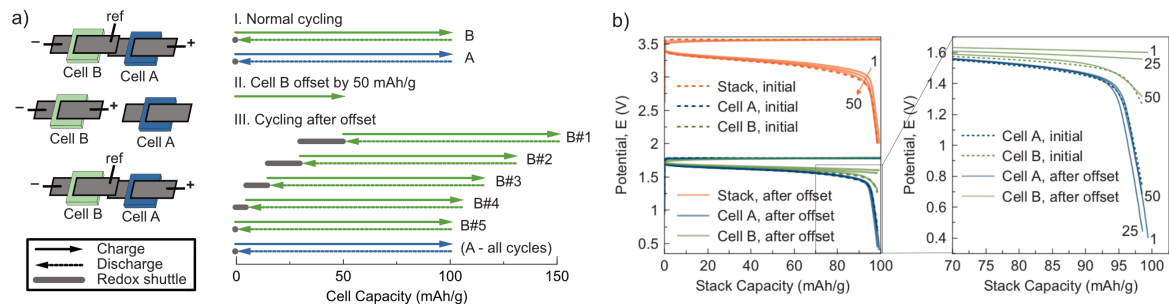 a)
ref
–
+
Cell B
Cell A
+
Cell B
Cell A
ref
–
+
Cell B
Cell A
Charge
Discharge
Redox shuttle
I. Normal cycling
B
A
II. Cell B offset by 50 mAh/g
III. Cycling after offset
B#1
B#2
B#3
B#4
B#5
(A - all cycles)
0
50
100
150
Cell Capacity (mAh/g)
b)
Potential, E (V)
3.5
2.5
1.5
0.5
1
50
Stack, initial
Cell A, initial
Cell B, initial
Stack, after offset
Cell A, after offset
Cell B, after offset
0
20
40
60
80
100
Stack Capacity (mAh/g)
Potential, E (V)
1.6
1.4
1.2
1.0
0.8
0.6
0.4
1
25
50
Cell A, initial
Cell B, initial
Cell A, after offset
Cell B, after offset
50
25
1
70
75
80
85
90
95
100
Stack Capacity (mAh/g)